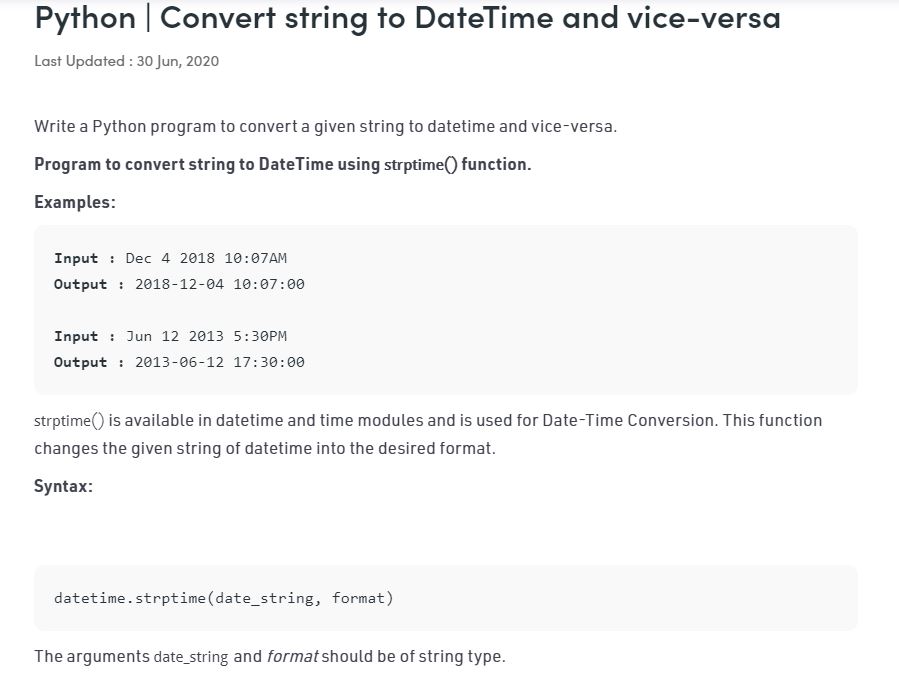 Python | Convert string to DateTime and vice-versa
Last Updated : 30 Jun, 2020
Write a Python program to convert a given string to datetime and vice-versa.
Program to convert string to DateTime using strptime() function.
Examples:
Input : Dec 4 2018 10:07AM
Output : 2018-12-04 10:07:00
Input : Jun 12 2013 5:30PM
Output : 2013-06-12 17:30:00
strptime() is available in datetime and time modules and is used for Date-Time Conversion. This function
changes the given string of datetime into the desired format.
Syntax:
datetime.strptime(date_string, format)
The arguments date_string and format should be of string type.